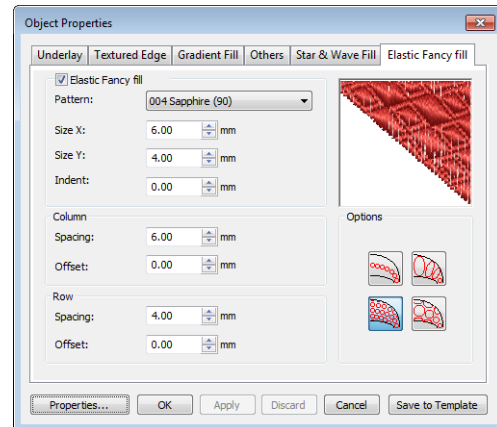 Object Properties
Underlay Textured Edge Gradient Fill Others Star & Wave Fill Elastic Fancy fill
Elastic Fancy fill
Pattern: 004 Sapphire (90)
Size X: 6.00 mm
Size Y: 4.00 mm
Indent: 0.00 mm
Column
Spacing: 6.00 mm
Offset: 0.00 mm
Row
Spacing: 4.00 mm
Offset: 0.00 mm
Options
Properties... OK Apply Discard Cancel Save to Template